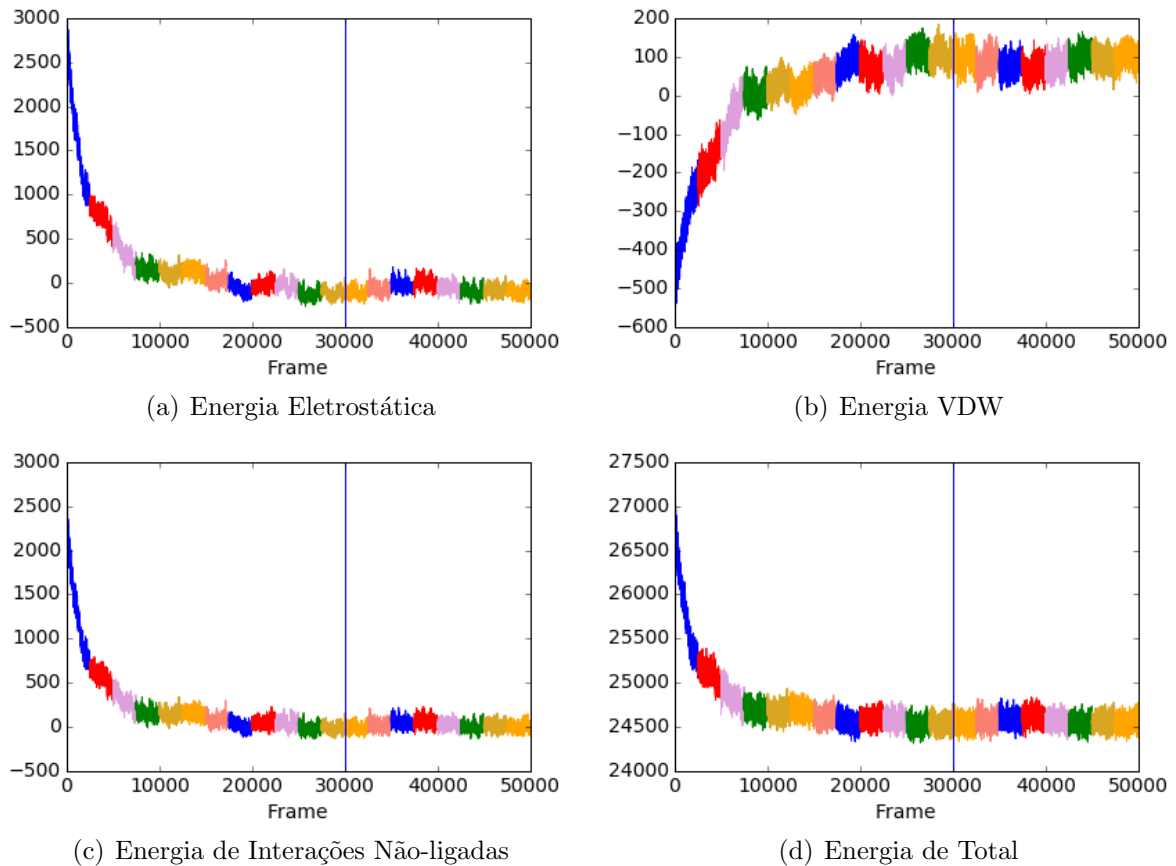 3000
2500
2000
1500
1000
500
0
−500
0 10000 20000 30000 40000 50000
Frame
(a) Energia Eletrostática
200
100
0
−100
−200
−300
−400
−500
−600
0 10000 20000 30000 40000 50000
Frame
(b) Energia VDW
3000
2500
2000
1500
1000
500
0
−500
0 10000 20000 30000 40000 50000
Frame
(c) Energia de Interações Não-ligadas
27500
27000
26500
26000
25500
25000
24500
24000
0 10000 20000 30000 40000 50000
Frame
(d) Energia de Total